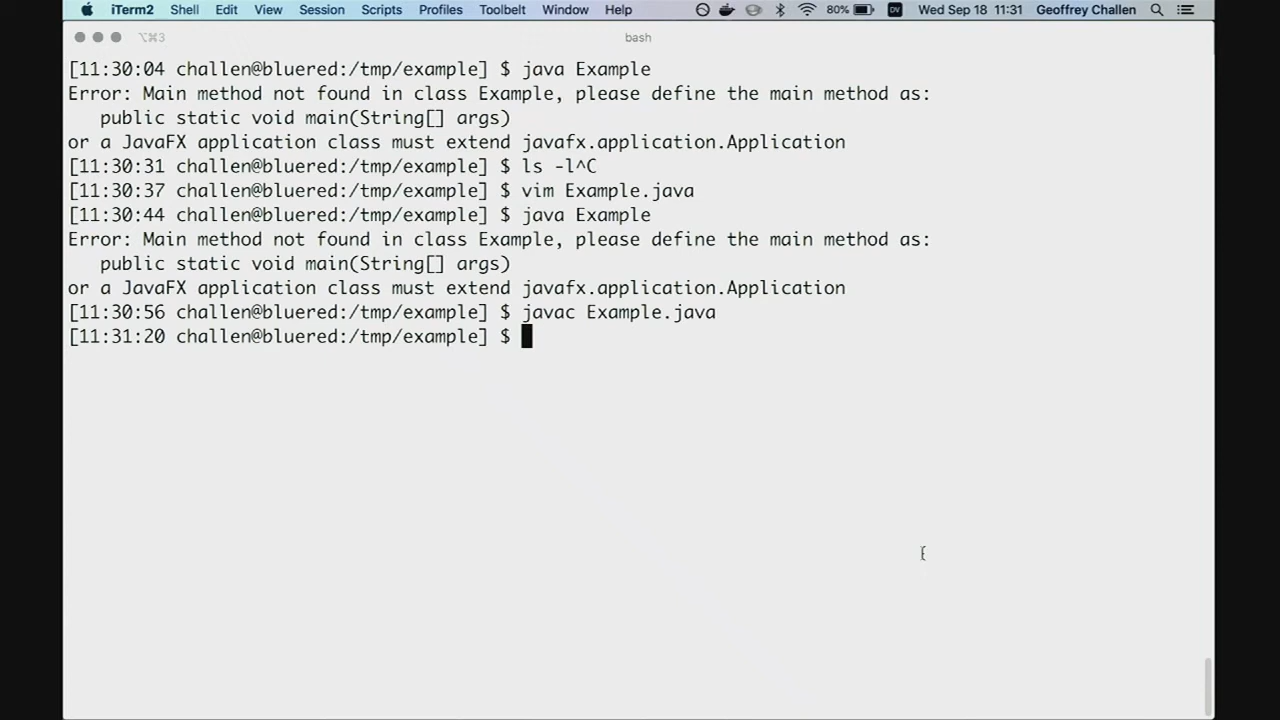 iTerm2 Shell Edit View Session Scripts Profiles Toolbelt Window Help 80% DV Wed Sep 18 11:31 Geoffrey Challen
⌥⌘3 bash
[11:30:04 challen@bluered:/tmp/example] $ java Example
Error: Main method not found in class Example, please define the main method as:
   public static void main(String[] args)
or a JavaFX application class must extend javafx.application.Application
[11:30:31 challen@bluered:/tmp/example] $ ls -l^C
[11:30:37 challen@bluered:/tmp/example] $ vim Example.java
[11:30:44 challen@bluered:/tmp/example] $ java Example
Error: Main method not found in class Example, please define the main method as:
   public static void main(String[] args)
or a JavaFX application class must extend javafx.application.Application
[11:30:56 challen@bluered:/tmp/example] $ javac Example.java
[11:31:20 challen@bluered:/tmp/example] $